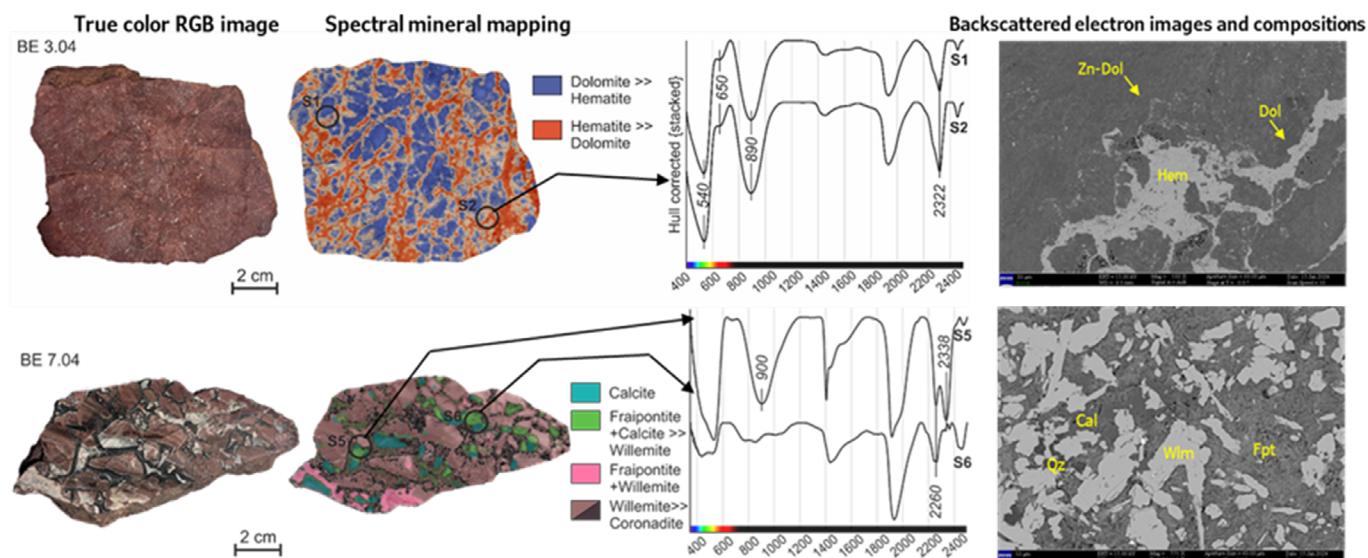 True color RGB image
Spectral mineral mapping
Backscattered electron images and compositions
BE 3.04
S1
S2
2 cm
Dolomite >>
Hematite
Hematite >>
Dolomite
Hull corrected {stacked}
540
650
890
2322
S1
S2
400
600
800
1000
1200
1400
1600
1800
2000
2200
2400
Zn-Dol
Dol
Hem
BE 7.04
S5
S6
2 cm
Calcite
Fraipontite
+Calcite >>
Willemite
Fraipontite
+Willemite
Willemite>>
Coronadite
900
2338
2260
S5
S6
400
600
800
1000
1200
1400
1600
1800
2000
2200
2400
Cal
Qz
Wlm
Fpt